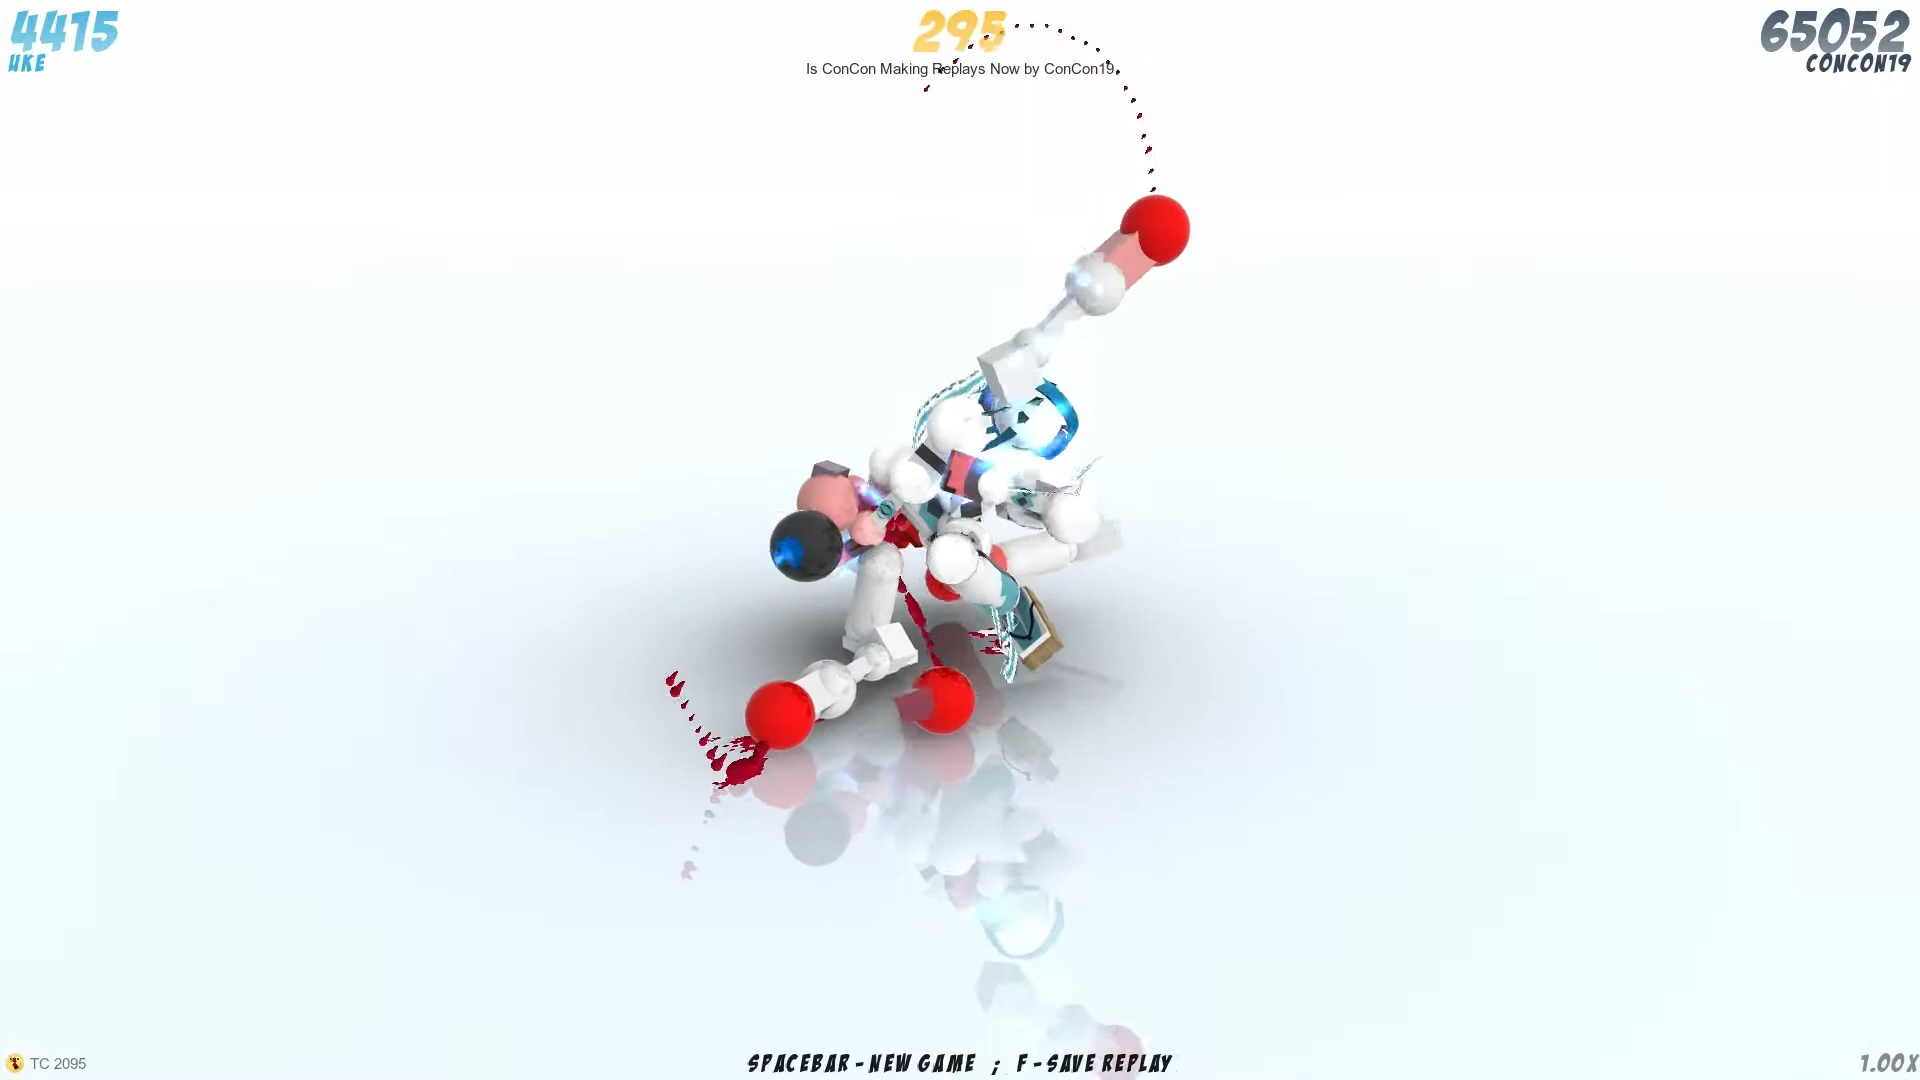 4415
UKE
295
Is ConCon Making Replays Now by ConCon19
65052
CONCON19
TC 2095
SPACEBAR - NEW GAME ; F - SAVE REPLAY
1.00X